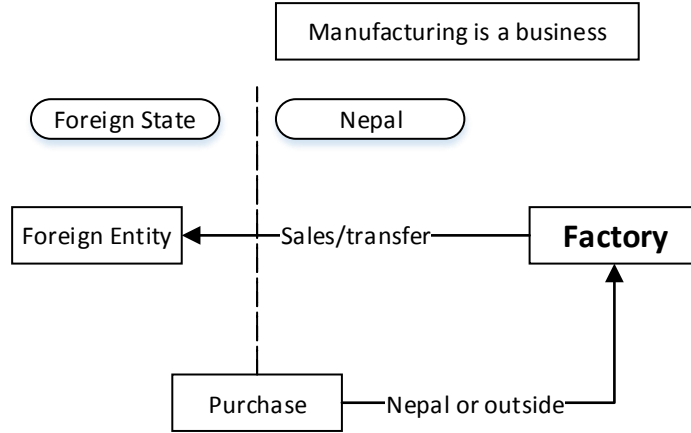 Manufacturing is a business
Foreign State
Nepal
Foreign Entity
Sales/transfer
Factory
Purchase
Nepal or outside